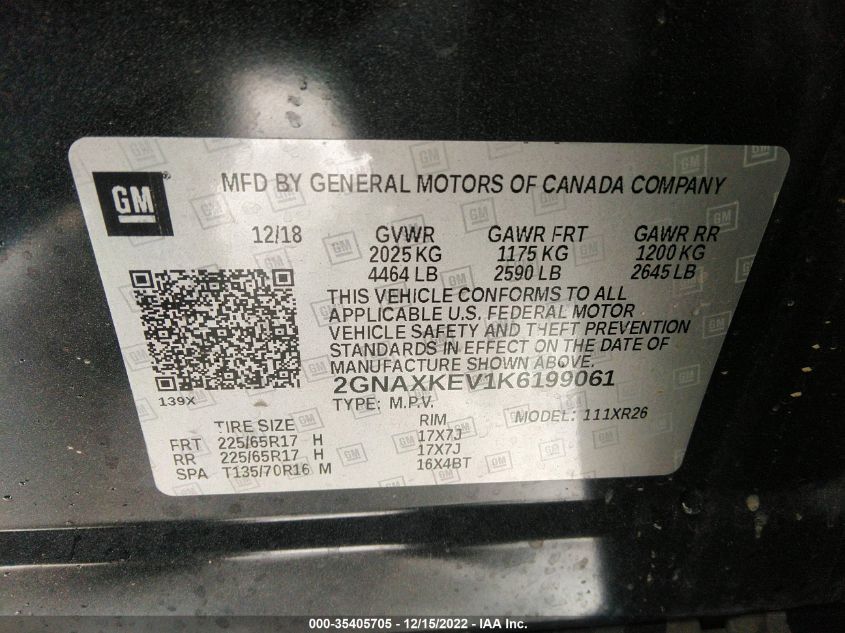 GM
MFD BY GENERAL MOTORS OF CANADA COMPANY
12/18 GVWR GAWR FRT GAWR RR
2025 KG 1175 KG 1200 KG
4464 LB 2590 LB 2645 LB
THIS VEHICLE CONFORMS TO ALL
APPLICABLE U.S. FEDERAL MOTOR
VEHICLE SAFETY AND THEFT PREVENTION
STANDARDS IN EFFECT ON THE DATE OF
MANUFACTURE SHOWN ABOVE.
139X
2GNAXKEV1K6199061
TYPE: M.P.V. MODEL: 111XR26
TIRE SIZE RIM
FRT 225/65R17 H 17X7J
RR 225/65R17 H 17X7J
SPA T135/70R16 M 16X4BT
000-35405705 - 12/15/2022 - IAA Inc.